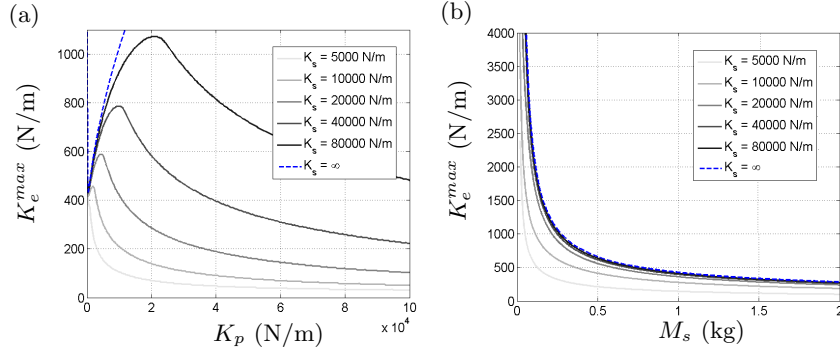 (a)
K_e^{max} (N/m)
1000
800
600
400
200
0
0
2
4
6
8
10
x 10^4
K_p (N/m)
K_s = 5000 N/m
K_s = 10000 N/m
K_s = 20000 N/m
K_s = 40000 N/m
K_s = 80000 N/m
K_s = ∞
(b)
K_e^{max} (N/m)
4000
3500
3000
2500
2000
1500
1000
500
0
0
0.5
1
1.5
2
M_s (kg)
K_s = 5000 N/m
K_s = 10000 N/m
K_s = 20000 N/m
K_s = 40000 N/m
K_s = 80000 N/m
K_s = ∞